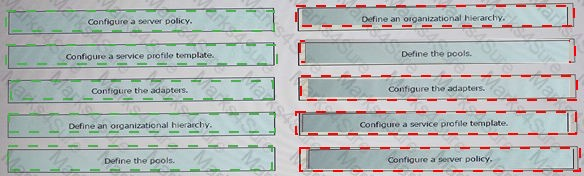 Configure a server policy.
Configure a service profile template.
Configure the adapters.
Define an organizational hierarchy.
Define the pools.
Define an organizational hierarchy.
Define the pools.
Configure the adapters.
Configure a service profile template.
Configure a server policy.